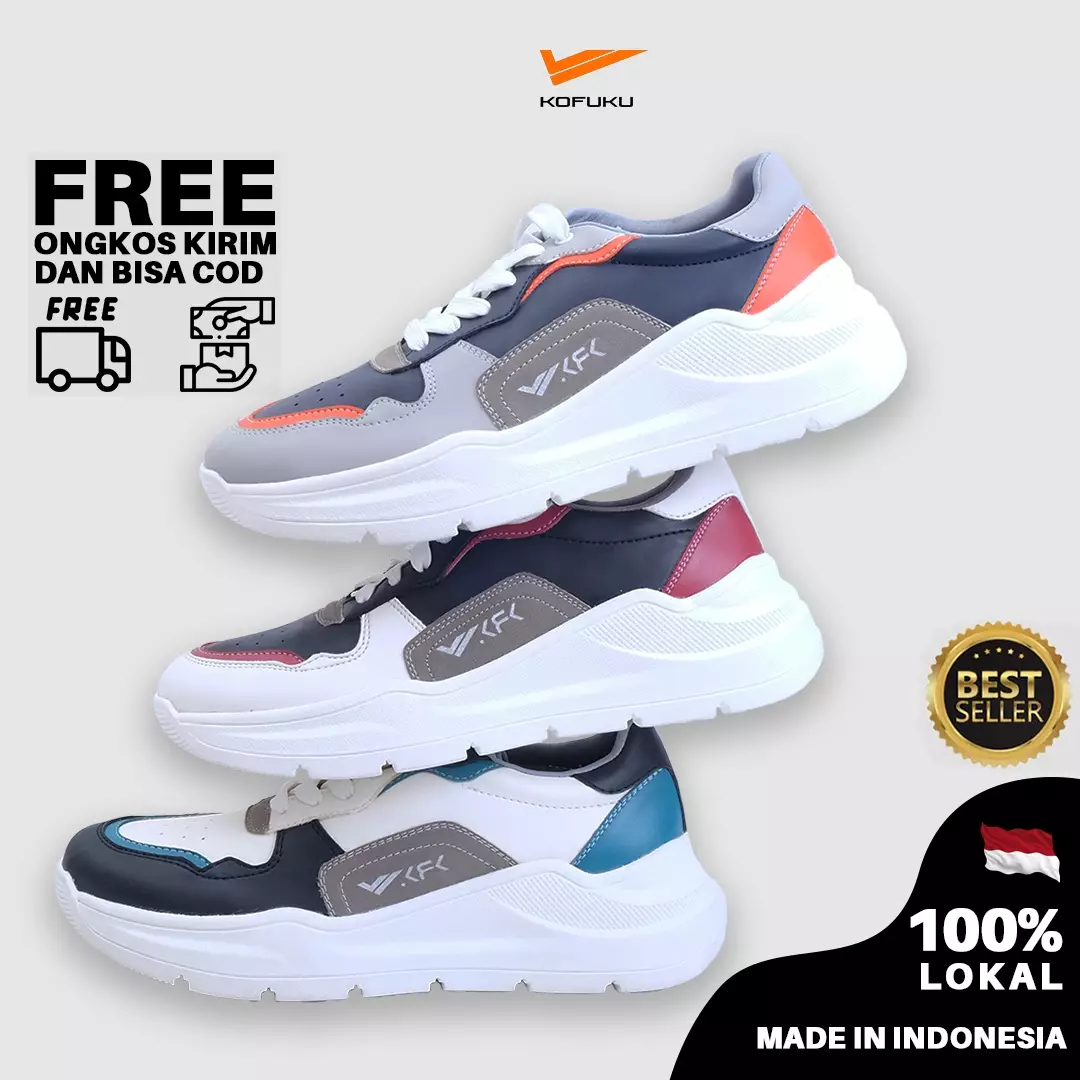 KOFUKU
FREE
ONGKOS KIRIM
DAN BISA COD
FREE
KFK
KFK
KFK
BEST
SELLER
100%
LOKAL
MADE IN INDONESIA